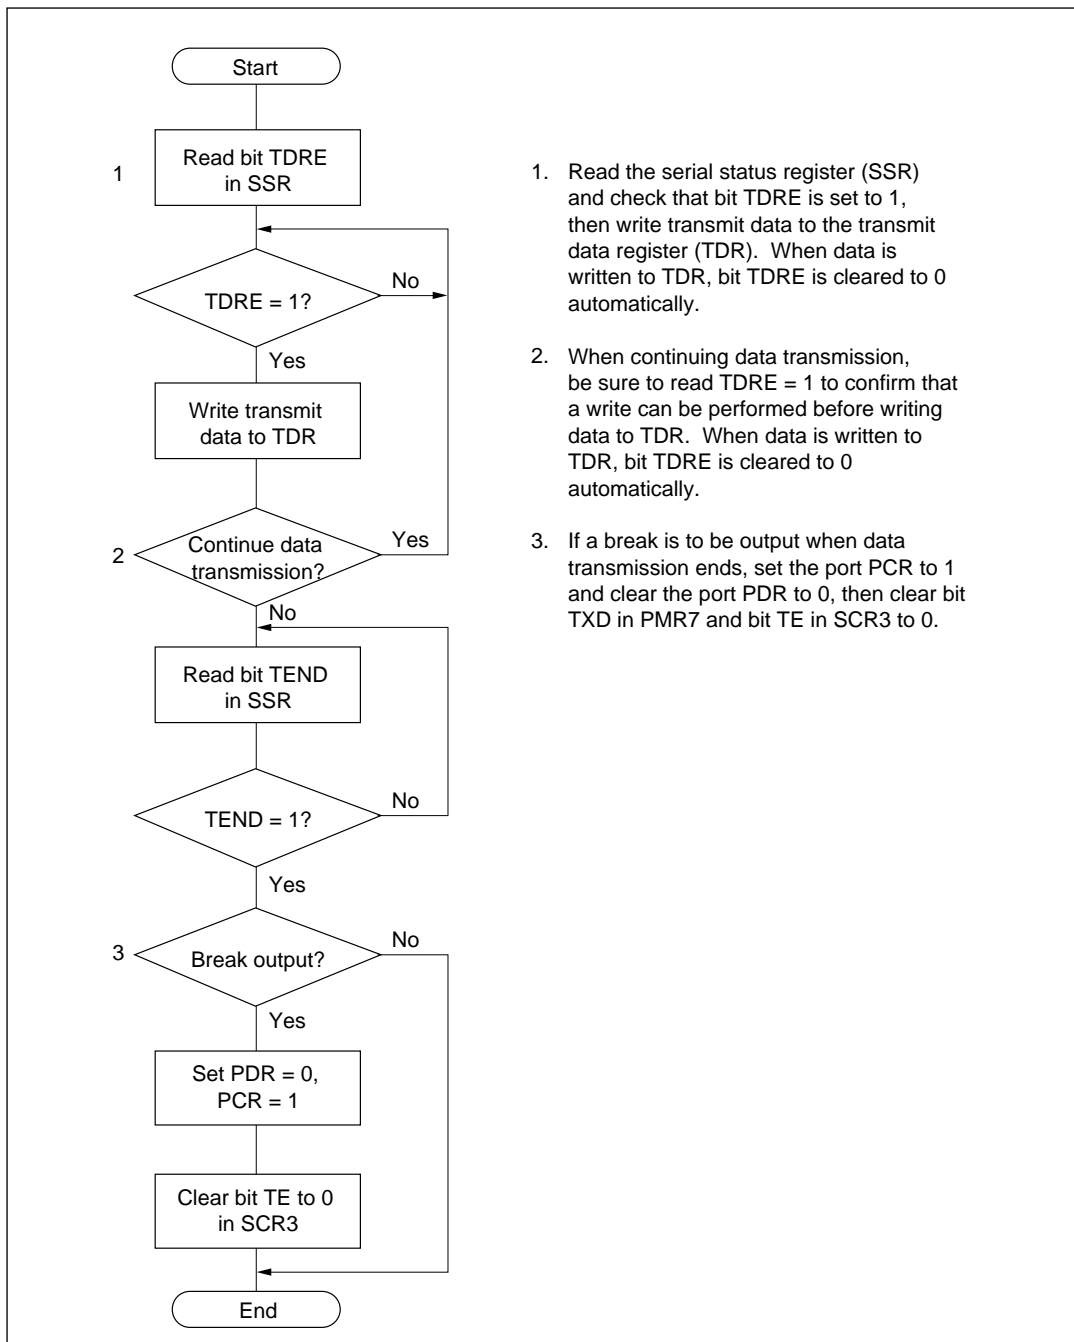 Start
1
Read bit TDRE
in SSR
TDRE = 1?
No
Yes
Write transmit
data to TDR
2
Continue data
transmission?
Yes
No
Read bit TEND
in SSR
TEND = 1?
No
Yes
3
Break output?
No
Yes
Set PDR = 0,
PCR = 1
Clear bit TE to 0
in SCR3
End
1. Read the serial status register (SSR)
and check that bit TDRE is set to 1,
then write transmit data to the transmit
data register (TDR). When data is
written to TDR, bit TDRE is cleared to 0
automatically.
2. When continuing data transmission,
be sure to read TDRE = 1 to confirm that
a write can be performed before writing
data to TDR. When data is written to
TDR, bit TDRE is cleared to 0
automatically.
3. If a break is to be output when data
transmission ends, set the port PCR to 1
and clear the port PDR to 0, then clear bit
TXD in PMR7 and bit TE in SCR3 to 0.